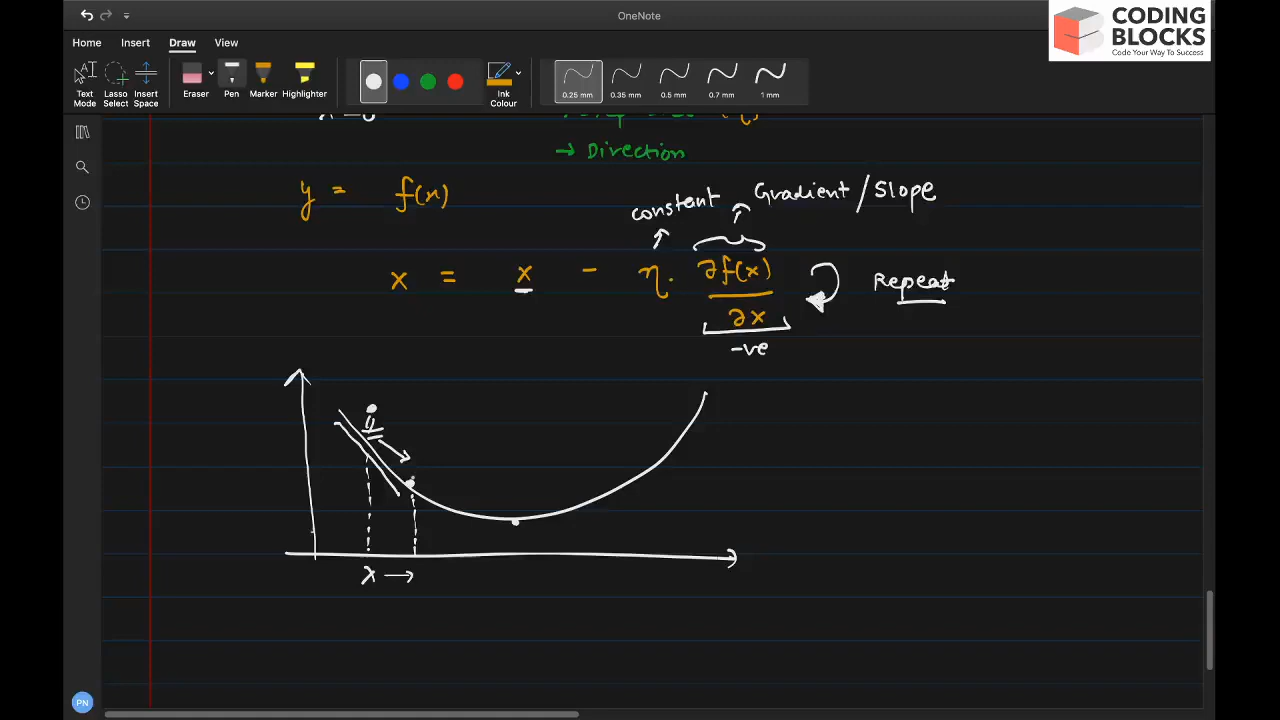 OneNote
CODING
BLOCKS
Code Your Way To Success
Home Insert Draw View
Text Mode Lasso Select Insert Space Eraser Pen Marker Highlighter Ink Colour 0.25 mm 0.35 mm 0.5 mm 0.7 mm 1 mm
→ Direction
y = f(x)
constant Gradient / Slope
x = x - η. ∂f(x)
∂x
Repeat
-ve
x →
PN